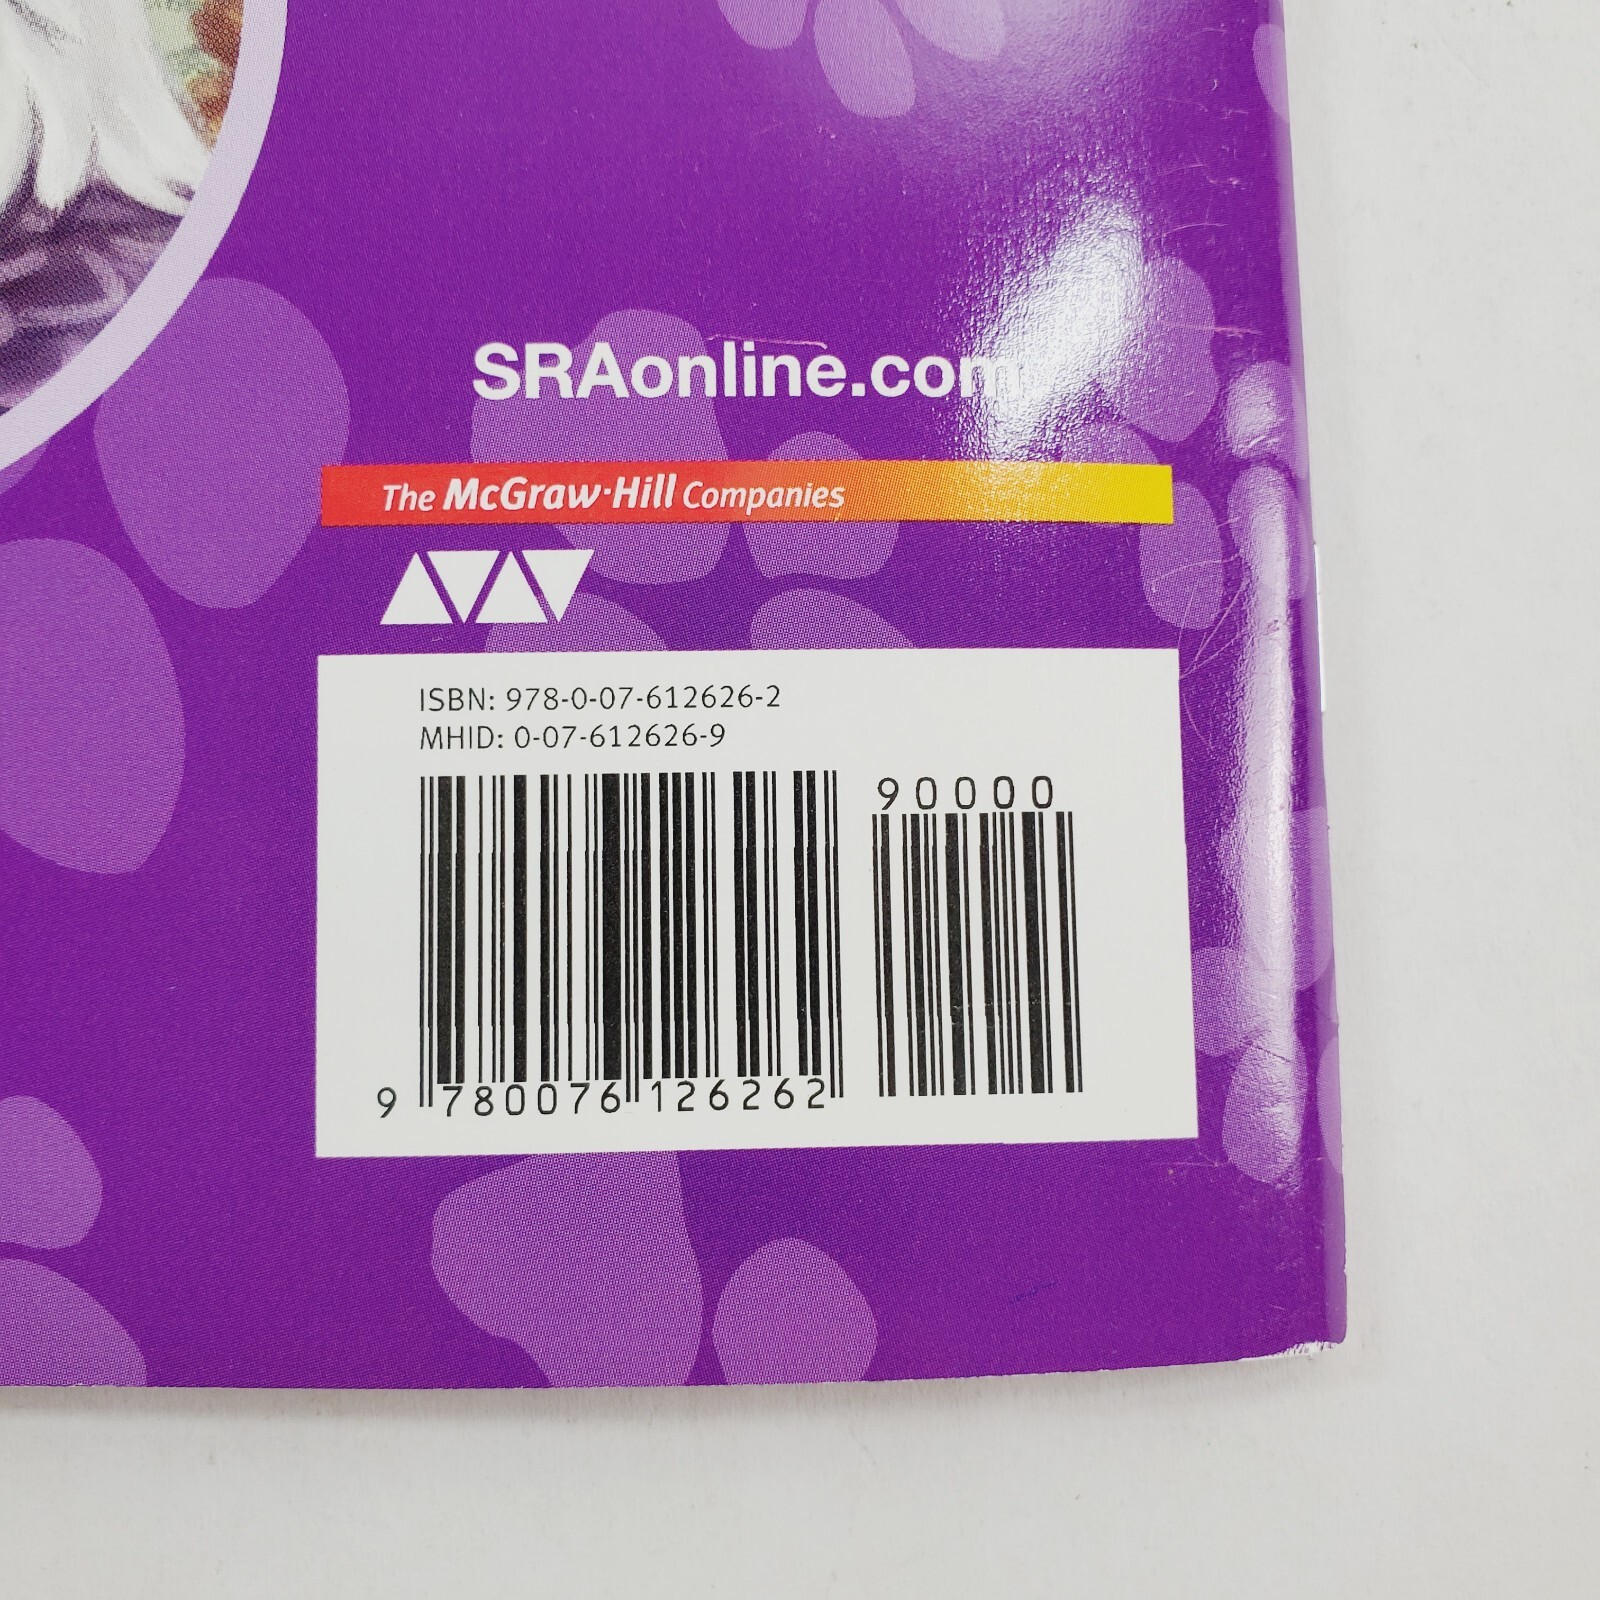 SRAonline.com
The McGraw·Hill Companies
ISBN: 978-0-07-612626-2
MHID: 0-07-612626-9
90000
9 780076 126262